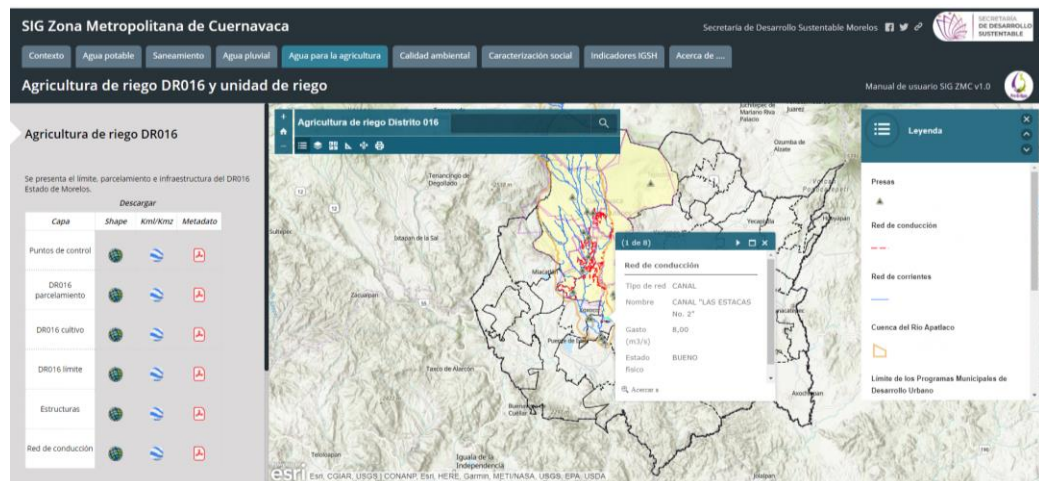 SIG Zona Metropolitana de Cuernavaca
Secretaría de Desarrollo Sustentable Morelos
SECRETARÍA
DE DESARROLLO
SUSTENTABLE
Contexto
Agua potable
Saneamiento
Agua pluvial
Agua para la agricultura
Calidad ambiental
Caracterización social
Indicadores IGSH
Acerca de ....
Agricultura de riego DR016 y unidad de riego
Manual de usuario SIG ZMC v1.0
Agricultura de riego DR016
Se presenta el límite, parcelamiento e infraestructura del DR016
Estado de Morelos.
Descargar
Capa Shape Kml/Kmz Metadato
Puntos de control
DR016
parcelamiento
DR016 cultivo
DR016 límite
Estructuras
Red de conducción
Agricultura de riego Distrito 016
Juchitepec de
Mariano Riva
Palacio
Juárez
Ozumba de
Alzate
Tenancingo de
Degollado
Ixtapan de la Sal
Zacualpan
Taxco de Alarcón
Teloloapan
Iguala de la
Independencia
Yecapixtla
Axochiapan
(1 de 8)
Red de conducción
Tipo de red CANAL
Nombre CANAL "LAS ESTACAS
No. 2"
Gasto 8,00
(m3/s)
Estado BUENO
físico
Acercar a
Leyenda
Presas
Red de conducción
Red de corrientes
Cuenca del Río Apatlaco
Límite de los Programas Municipales de
Desarrollo Urbano
esri Esri, CGIAR, USGS | CONANP, Esri, HERE, Garmin, METI/NASA, USGS, EPA, USDA